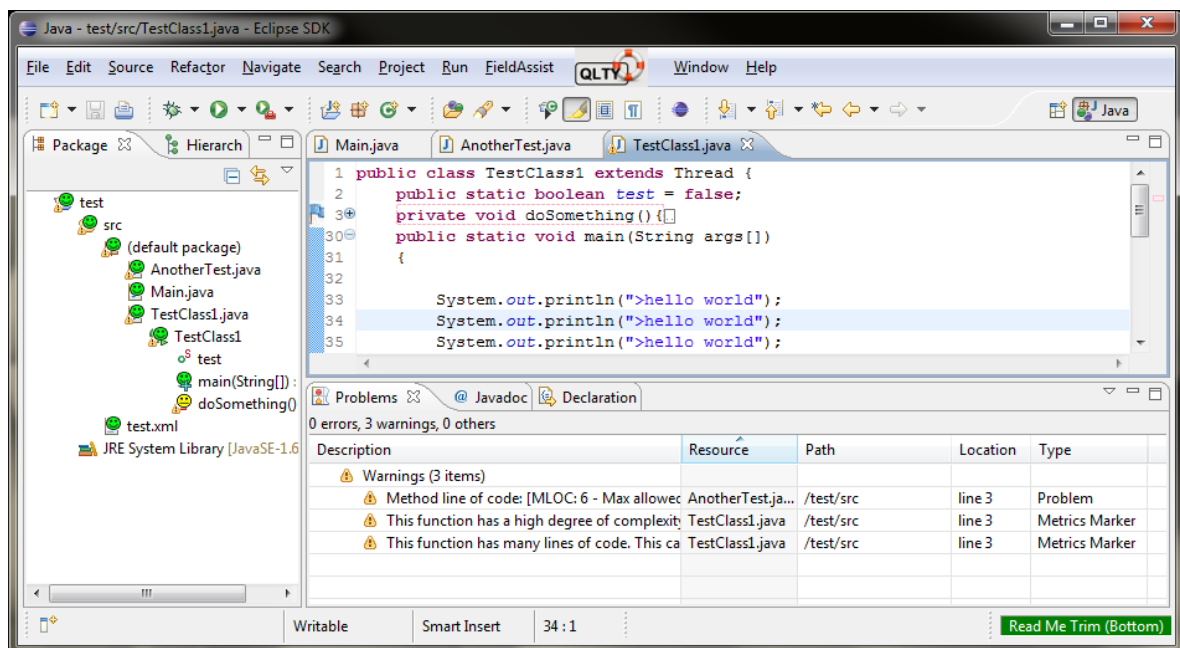 Java - test/src/TestClass1.java - Eclipse SDK
File Edit Source Refactor Navigate Search Project Run FieldAssist QLTY Window Help
Java
Package Hierarch
test
src
(default package)
AnotherTest.java
Main.java
TestClass1.java
TestClass1
S test
main(String[]) :
doSomething()
test.xml
JRE System Library [JavaSE-1.6
Main.java AnotherTest.java TestClass1.java
1 public class TestClass1 extends Thread {
2 public static boolean test = false;
3 private void doSomething(){
30 public static void main(String args[])
31 {
32
33 System.out.println(">hello world");
34 System.out.println(">hello world");
35 System.out.println(">hello world");
Problems @ Javadoc Declaration
0 errors, 3 warnings, 0 others
Description Resource Path Location Type
Warnings (3 items)
Method line of code: [MLOC: 6 - Max allowed AnotherTest.ja... /test/src line 3 Problem
This function has a high degree of complexity TestClass1.java /test/src line 3 Metrics Marker
This function has many lines of code. This ca TestClass1.java /test/src line 3 Metrics Marker
Writable Smart Insert 34 : 1 Read Me Trim (Bottom)